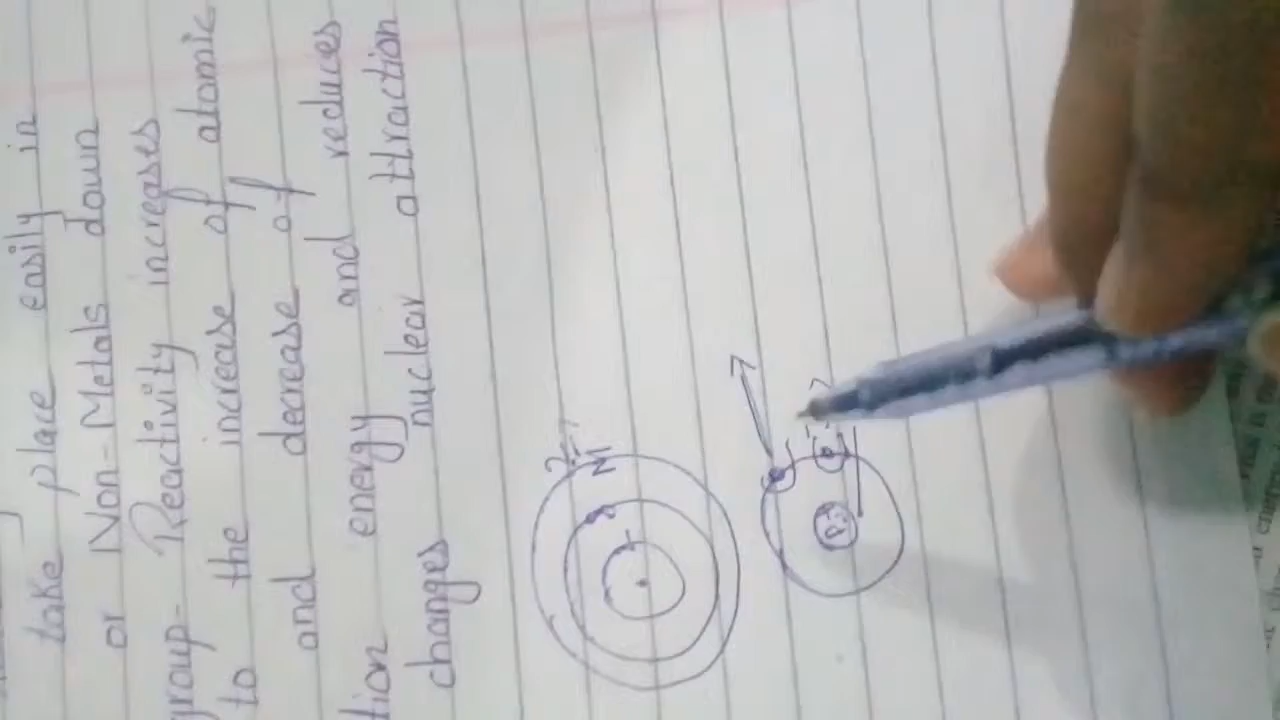 take place easily in
or Non-Metals down
group- Reactivity increases
to the increase of atomic
and decrease of
tion energy and reduces
changes nuclear attraction
M